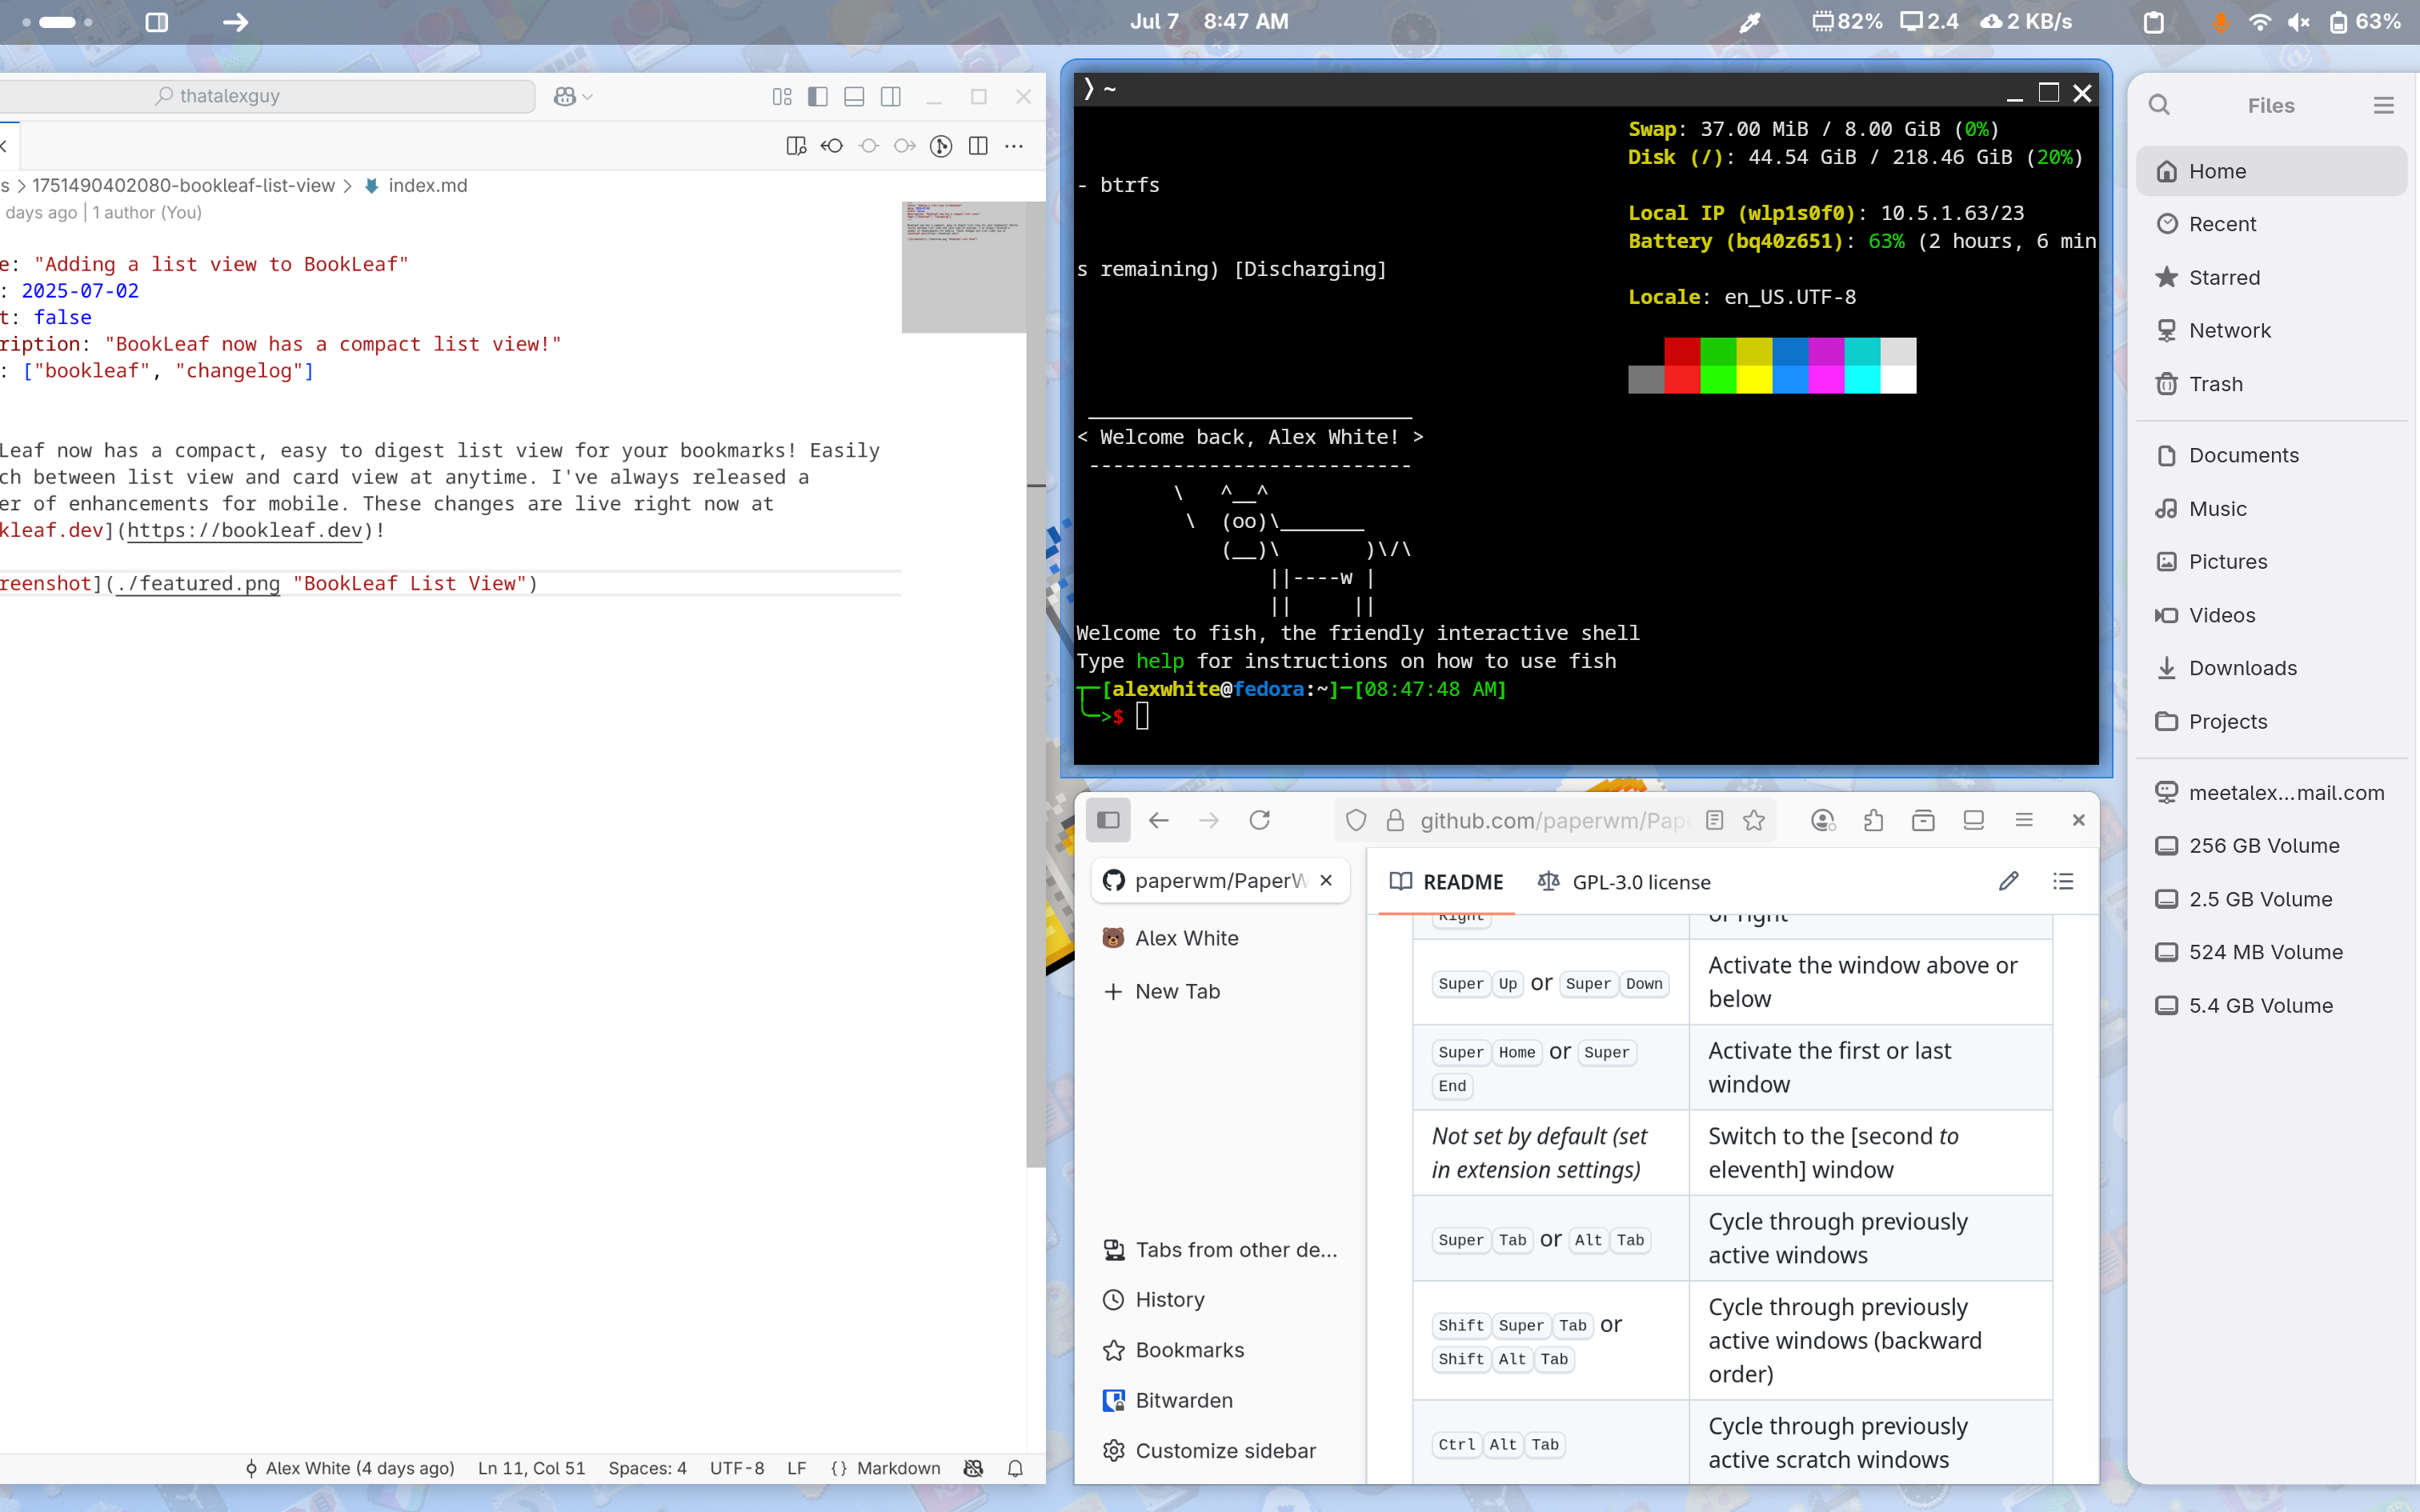 Jul 7 8:47 AM
82% 2.4 2 KB/s 63%
thatalexguy
s > 1751490402080-bookleaf-list-view > index.md
days ago | 1 author (You)
e: "Adding a list view to BookLeaf"
: 2025-07-02
t: false
ription: "BookLeaf now has a compact list view!"
: ["bookleaf", "changelog"]
Leaf now has a compact, easy to digest list view for your bookmarks! Easily
ch between list view and card view at anytime. I've always released a
er of enhancements for mobile. These changes are live right now at
kleaf.dev](https://bookleaf.dev)!
reenshot](./featured.png "BookLeaf List View")
Alex White (4 days ago) Ln 11, Col 51 Spaces: 4 UTF-8 LF {} Markdown
❭ ~
Swap: 37.00 MiB / 8.00 GiB (0%)
Disk (/): 44.54 GiB / 218.46 GiB (20%)
- btrfs
Local IP (wlp1s0f0): 10.5.1.63/23
Battery (bq40z651): 63% (2 hours, 6 min
s remaining) [Discharging]
Locale: en_US.UTF-8
___________________________
< Welcome back, Alex White! >
---------------------------
\   ^__^
\  (oo)\_______
(__)\       )\/\
||----w |
||     ||
Welcome to fish, the friendly interactive shell
Type help for instructions on how to use fish
[alexwhite@fedora:~]-[08:47:48 AM]
>$
github.com/paperwm/Pape
paperwm/PaperW
Alex White
New Tab
Tabs from other de...
History
Bookmarks
Bitwarden
Customize sidebar
README GPL-3.0 license
Right or right
Super Up or Super Down Activate the window above or
below
Super Home or Super Activate the first or last
End window
Not set by default (set Switch to the [second to
in extension settings) eleventh] window
Super Tab or Alt Tab Cycle through previously
active windows
Shift Super Tab or Cycle through previously
Shift Alt Tab active windows (backward
order)
Ctrl Alt Tab Cycle through previously
active scratch windows
Files
Home
Recent
Starred
Network
Trash
Documents
Music
Pictures
Videos
Downloads
Projects
meetalex...mail.com
256 GB Volume
2.5 GB Volume
524 MB Volume
5.4 GB Volume